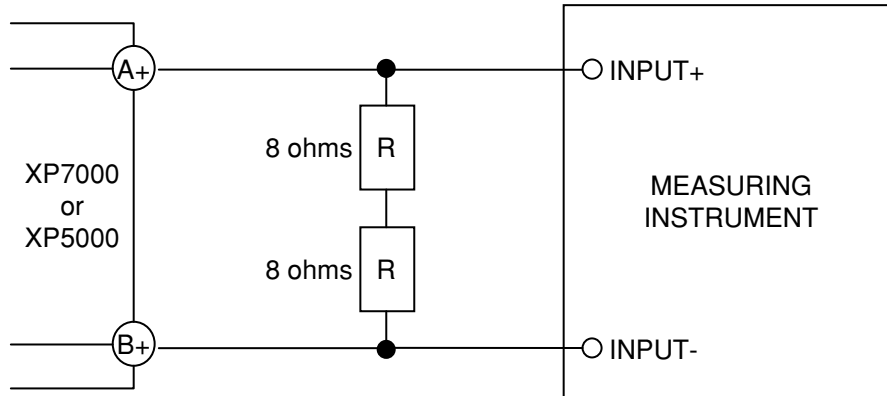 A+
INPUT+
8 ohms R
XP7000
or
XP5000
MEASURING
INSTRUMENT
8 ohms R
B+
INPUT-